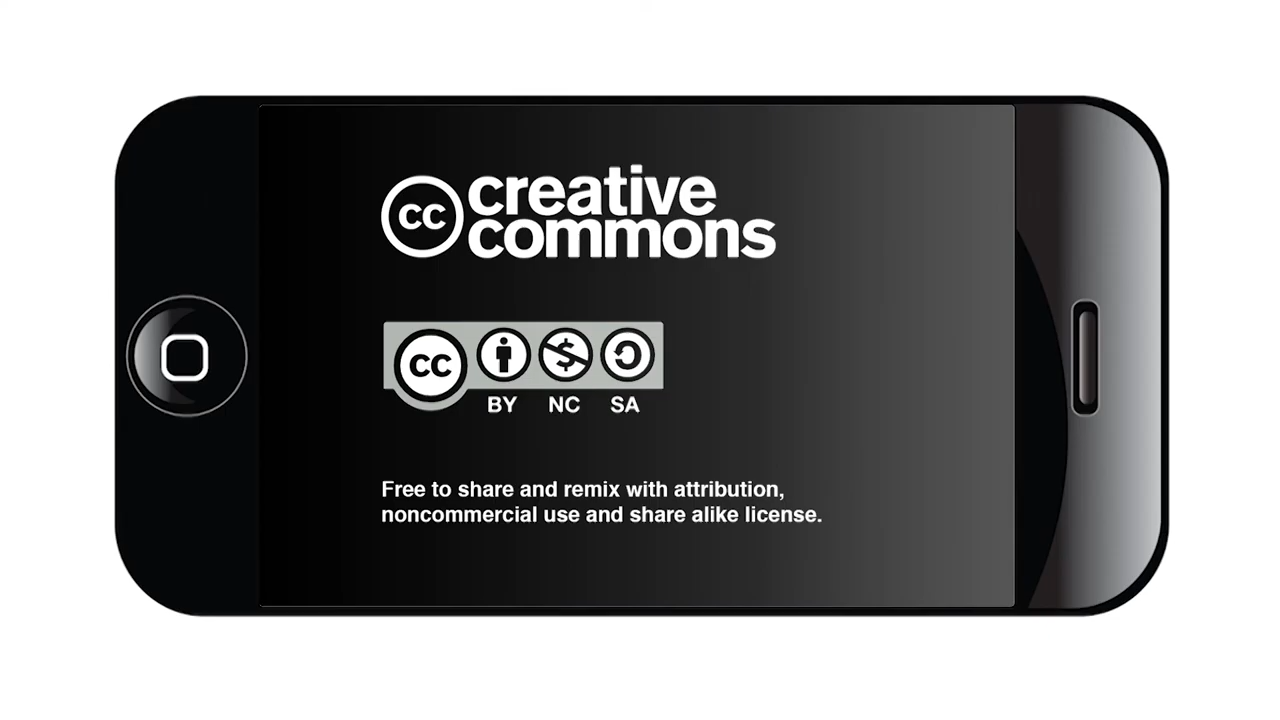 cc creative
commons
cc
BY NC SA
Free to share and remix with attribution,
noncommercial use and share alike license.